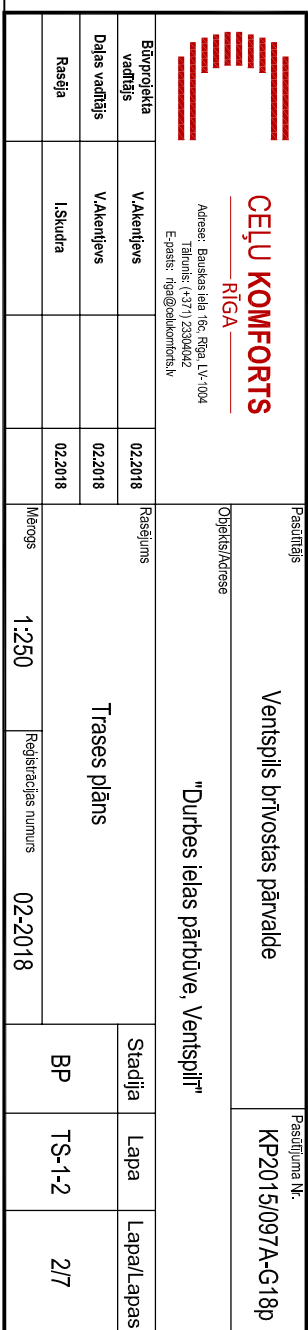 CEĻU KOMFORTS
RĪGA
Adrese: Bauskas iela 16c, Rīga, LV-1004
Tālrunis: (+371) 23304042
E-pasts: riga@celukomforts.lv
Pasūtītājs
Ventspils brīvostas pārvalde
Pasūtījuma Nr.
KP2015/097A-G18p
Objekts/Adrese
"Durbes ielas pārbūve, Ventspilī"
Būvprojekta vadītājs
V.Akentjevs
02.2018
Daļas vadītājs
V.Akentjevs
02.2018
Rasēja
I.Skudra
02.2018
Rasējums
Trases plāns
Mērogs
1:250
Reģistrācijas numurs
02-2018
Stadija
Lapa
Lapa/Lapas
BP
TS-1-2
2/7